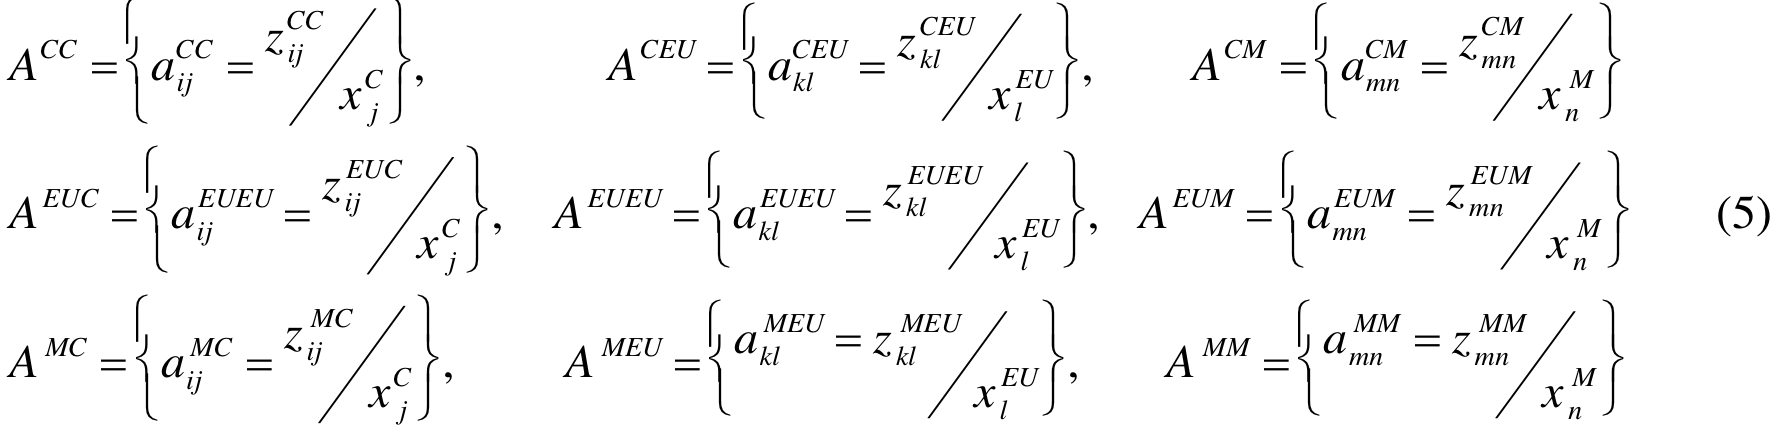 A^{CC} = { a_{ij}^{CC} = z_{ij}^{CC} / x_j^C }, A^{CEU} = { a_{kl}^{CEU} = z_{kl}^{CEU} / x_l^{EU} }, A^{CM} = { a_{mn}^{CM} = z_{mn}^{CM} / x_n^M }
A^{EUC} = { a_{ij}^{EUEU} = z_{ij}^{EUC} / x_j^C }, A^{EUEU} = { a_{kl}^{EUEU} = z_{kl}^{EUEU} / x_l^{EU} }, A^{EUM} = { a_{mn}^{EUM} = z_{mn}^{EUM} / x_n^M } (5)
A^{MC} = { a_{ij}^{MC} = z_{ij}^{MC} / x_j^C }, A^{MEU} = { a_{kl}^{MEU} = z_{kl}^{MEU} / x_l^{EU} }, A^{MM} = { a_{mn}^{MM} = z_{mn}^{MM} / x_n^M }